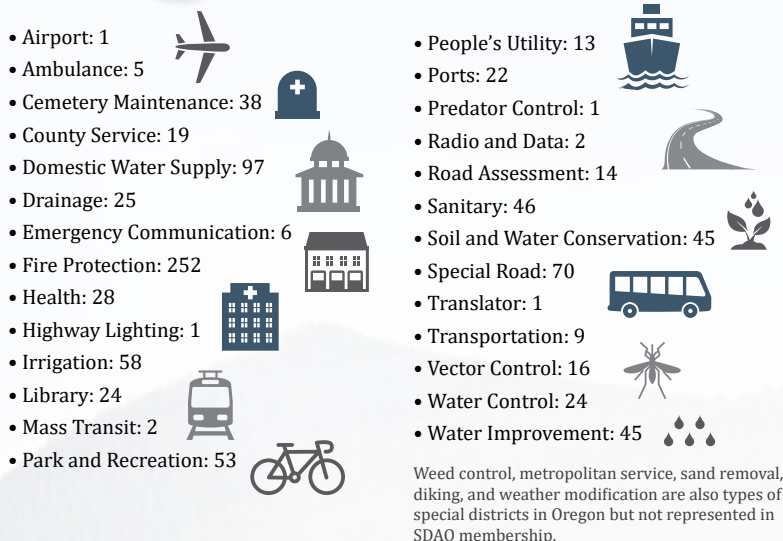 • Airport: 1
• Ambulance: 5
• Cemetery Maintenance: 38
• County Service: 19
• Domestic Water Supply: 97
• Drainage: 25
• Emergency Communication: 6
• Fire Protection: 252
• Health: 28
• Highway Lighting: 1
• Irrigation: 58
• Library: 24
• Mass Transit: 2
• Park and Recreation: 53
• People’s Utility: 13
• Ports: 22
• Predator Control: 1
• Radio and Data: 2
• Road Assessment: 14
• Sanitary: 46
• Soil and Water Conservation: 45
• Special Road: 70
• Translator: 1
• Transportation: 9
• Vector Control: 16
• Water Control: 24
• Water Improvement: 45
Weed control, metropolitan service, sand removal,
diking, and weather modification are also types of
special districts in Oregon but not represented in
SDAO membership.